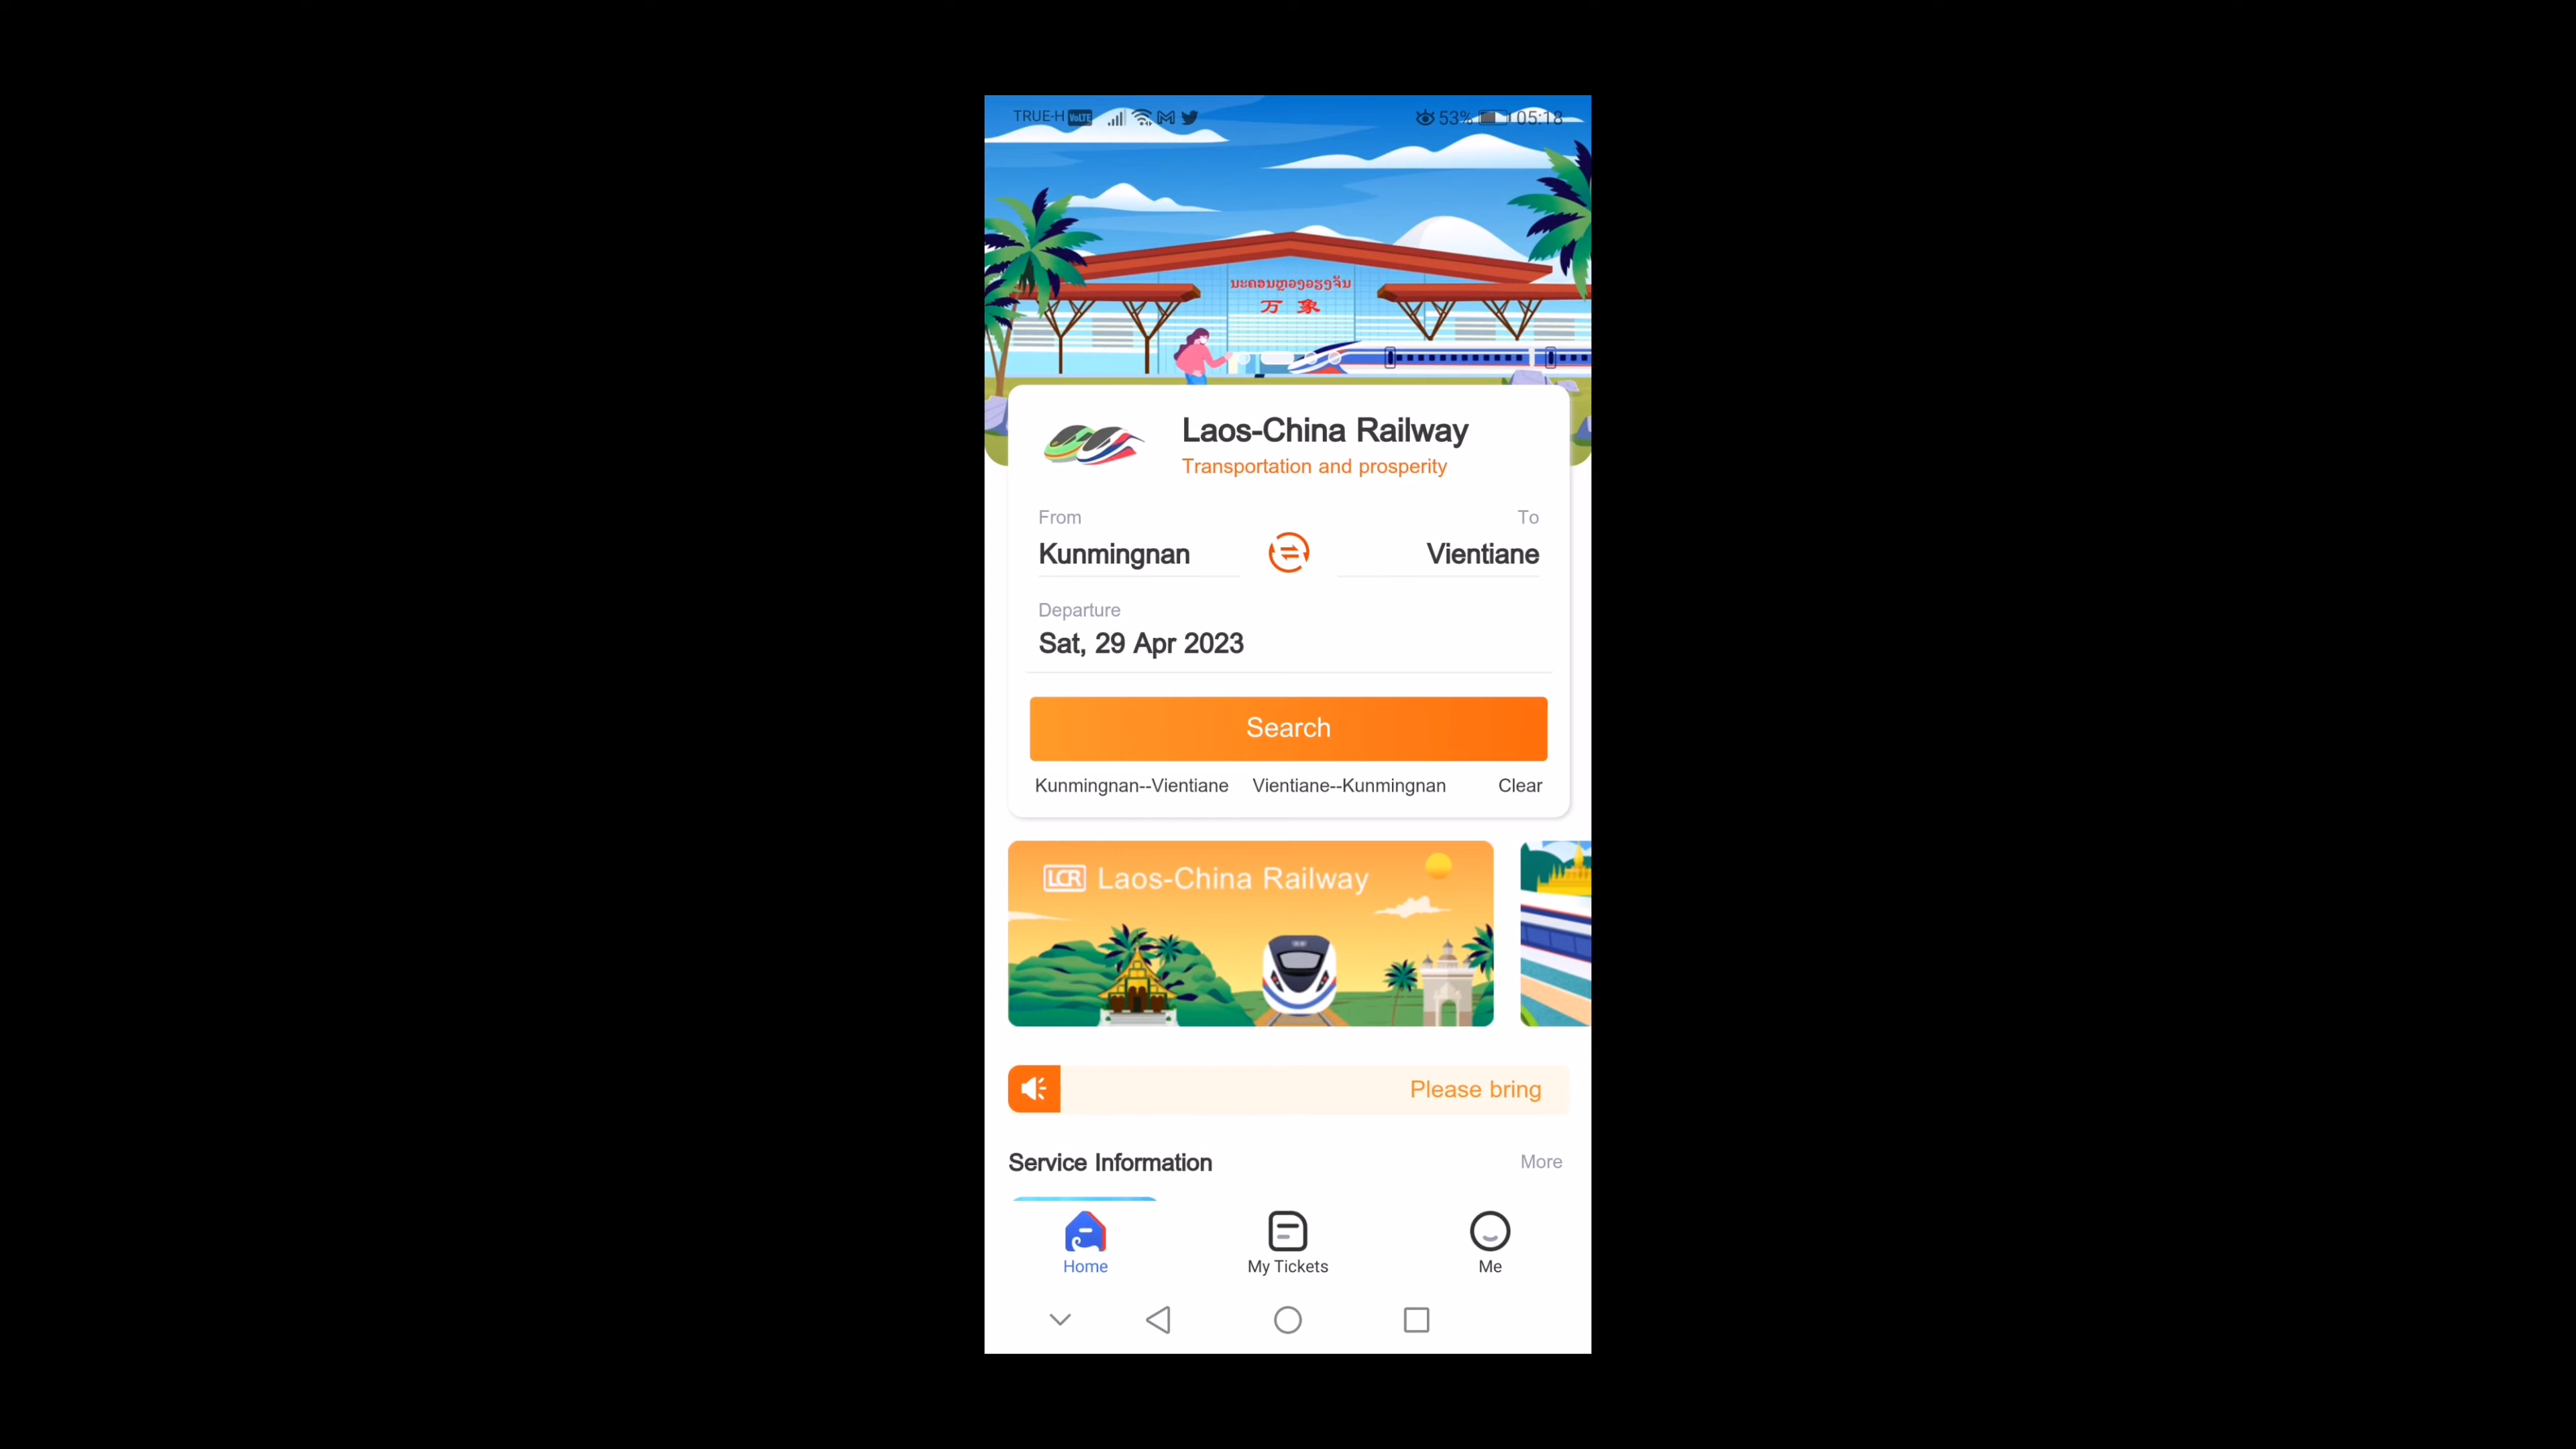 TRUE-H VoLTE 53% 05:18
ນະຄອນຫຼວງວຽງຈັນ
万 象
Laos-China Railway
Transportation and prosperity
From To
Kunmingnan Vientiane
Departure
Sat, 29 Apr 2023
Search
Kunmingnan--Vientiane Vientiane--Kunmingnan Clear
LCR Laos-China Railway
Please bring
Service Information More
Home My Tickets Me